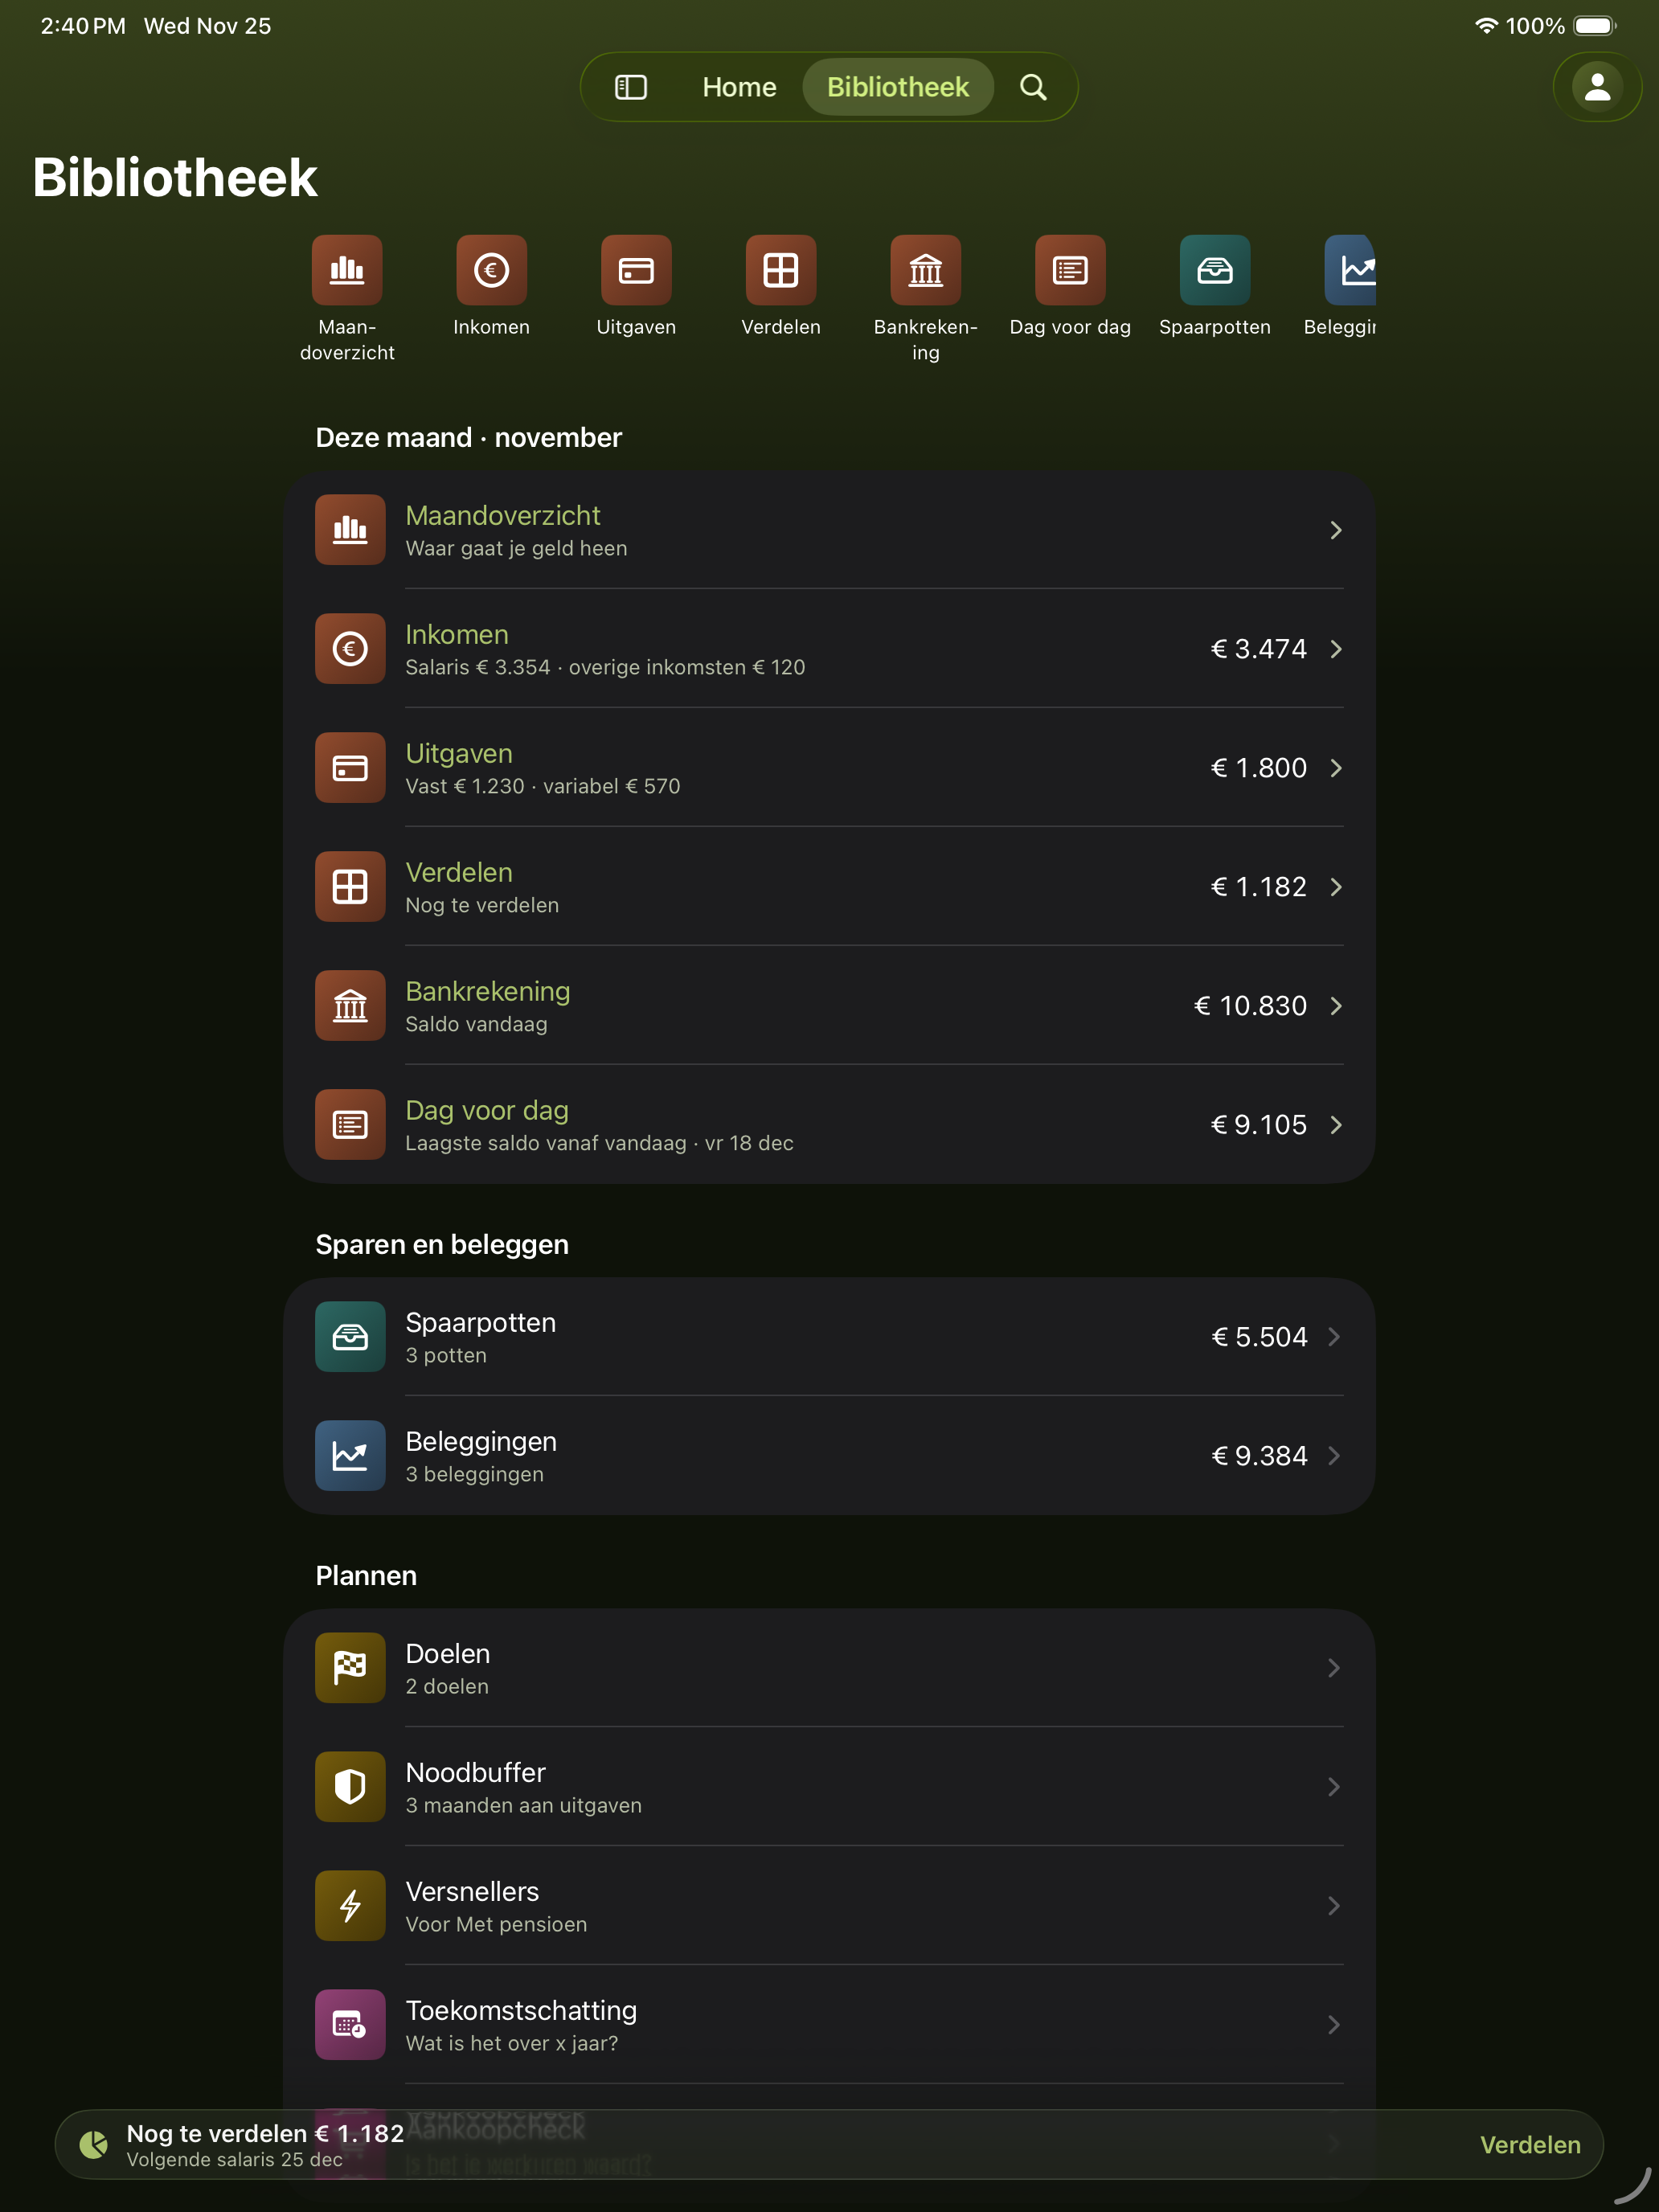 2:40 PM Wed Nov 25
100%
Home
Bibliotheek
Bibliotheek
Maan-
doverzicht
Inkomen
Uitgaven
Verdelen
Bankreken-
ing
Dag voor dag
Spaarpotten
Deze maand · november
Maandoverzicht
Waar gaat je geld heen
Inkomen
Salaris € 3.354 · overige inkomsten € 120
€ 3.474
Uitgaven
Vast € 1.230 · variabel € 570
€ 1.800
Verdelen
Nog te verdelen
€ 1.182
Bankrekening
Saldo vandaag
€ 10.830
Dag voor dag
Laagste saldo vanaf vandaag · vr 18 dec
€ 9.105
Sparen en beleggen
Spaarpotten
3 potten
€ 5.504
Beleggingen
3 beleggingen
€ 9.384
Plannen
Doelen
2 doelen
Noodbuffer
3 maanden aan uitgaven
Versnellers
Voor Met pensioen
Toekomstschatting
Wat is het over x jaar?
Aankoopcheck
Nog te verdelen € 1.182
Volgende salaris 25 dec
Verdelen